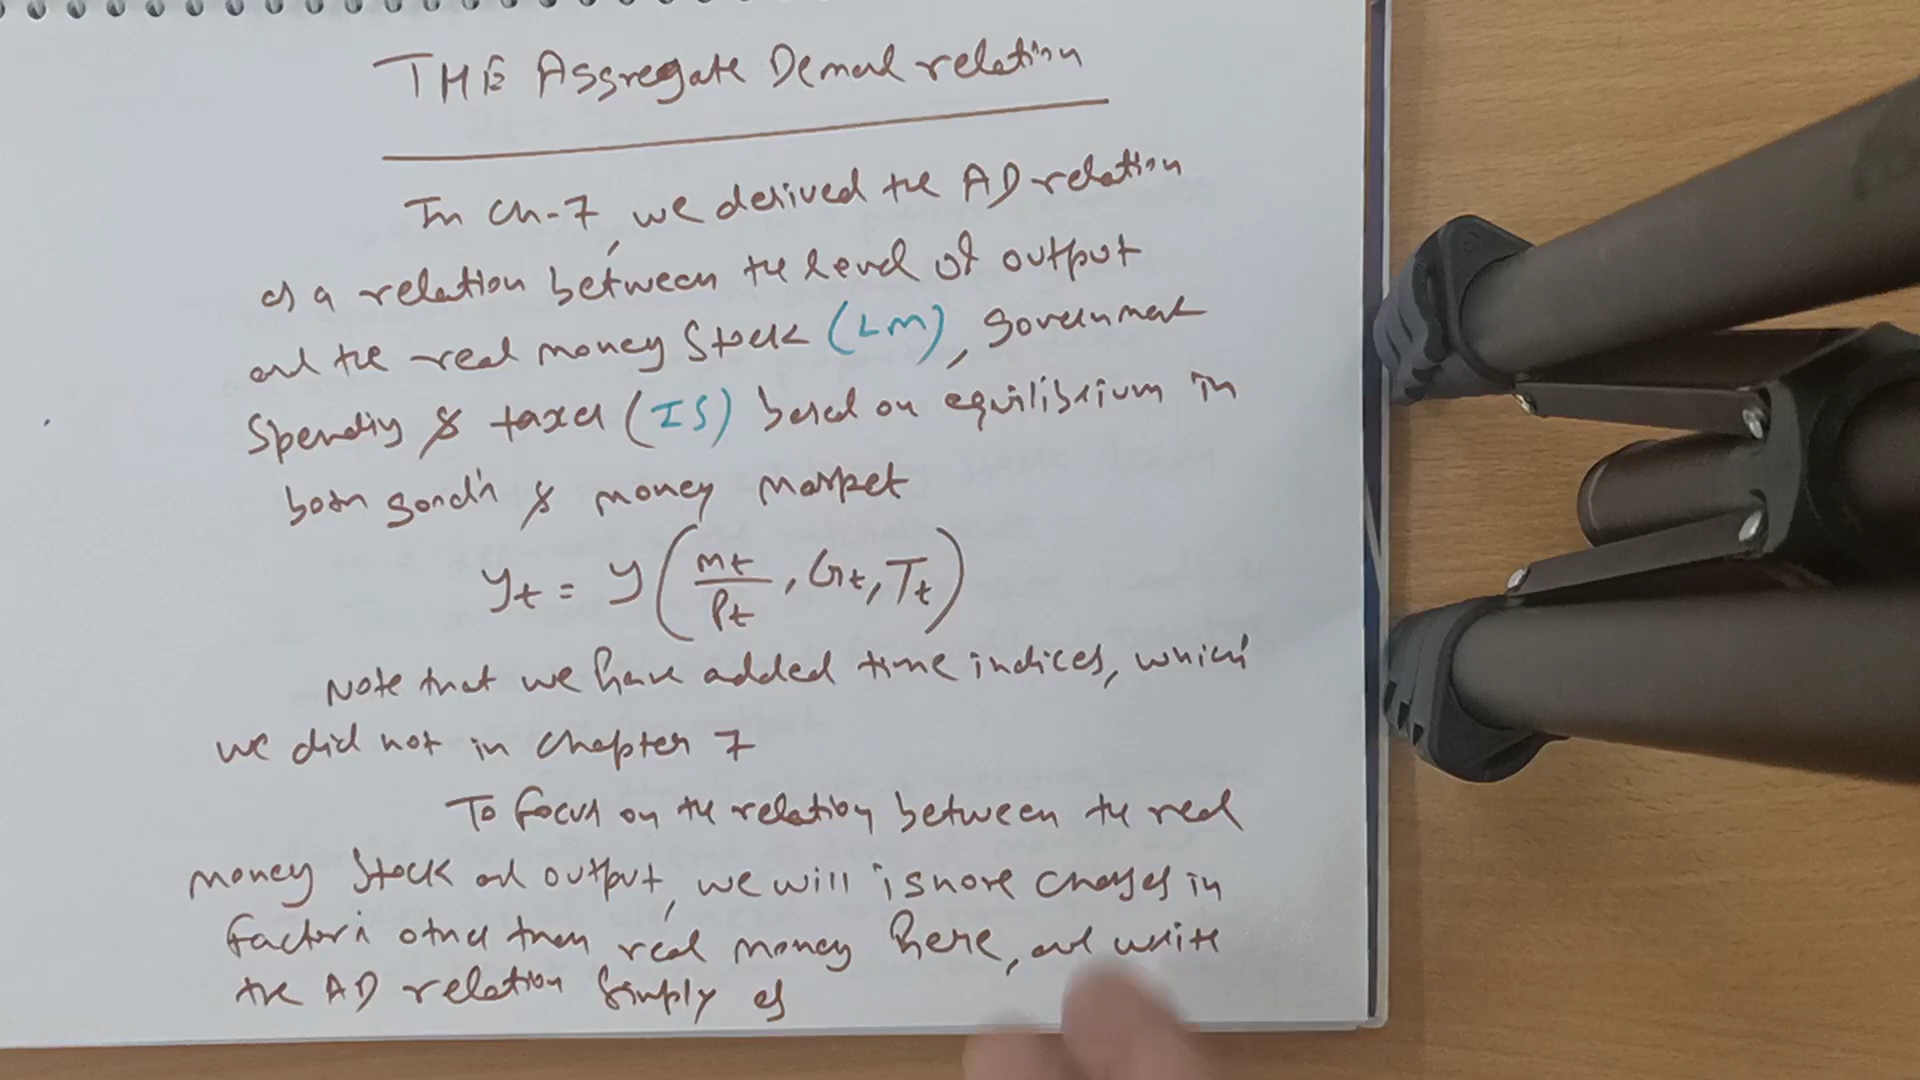 THE Aggregate Demand relation
In Ch-7, we derived the AD relation
as a relation between the level of output
and the real money stock (LM), government
Spending & taxes (IS) based on equilibrium in
both goods & money market
Yt = Y(Mt/Pt, Gt, Tt)
Note that we have added time indices, which
we did not in chapter 7
To focus on the relation between the real
money stock and output, we will ignore changes in
factors other than real money here, and write
the AD relation simply as